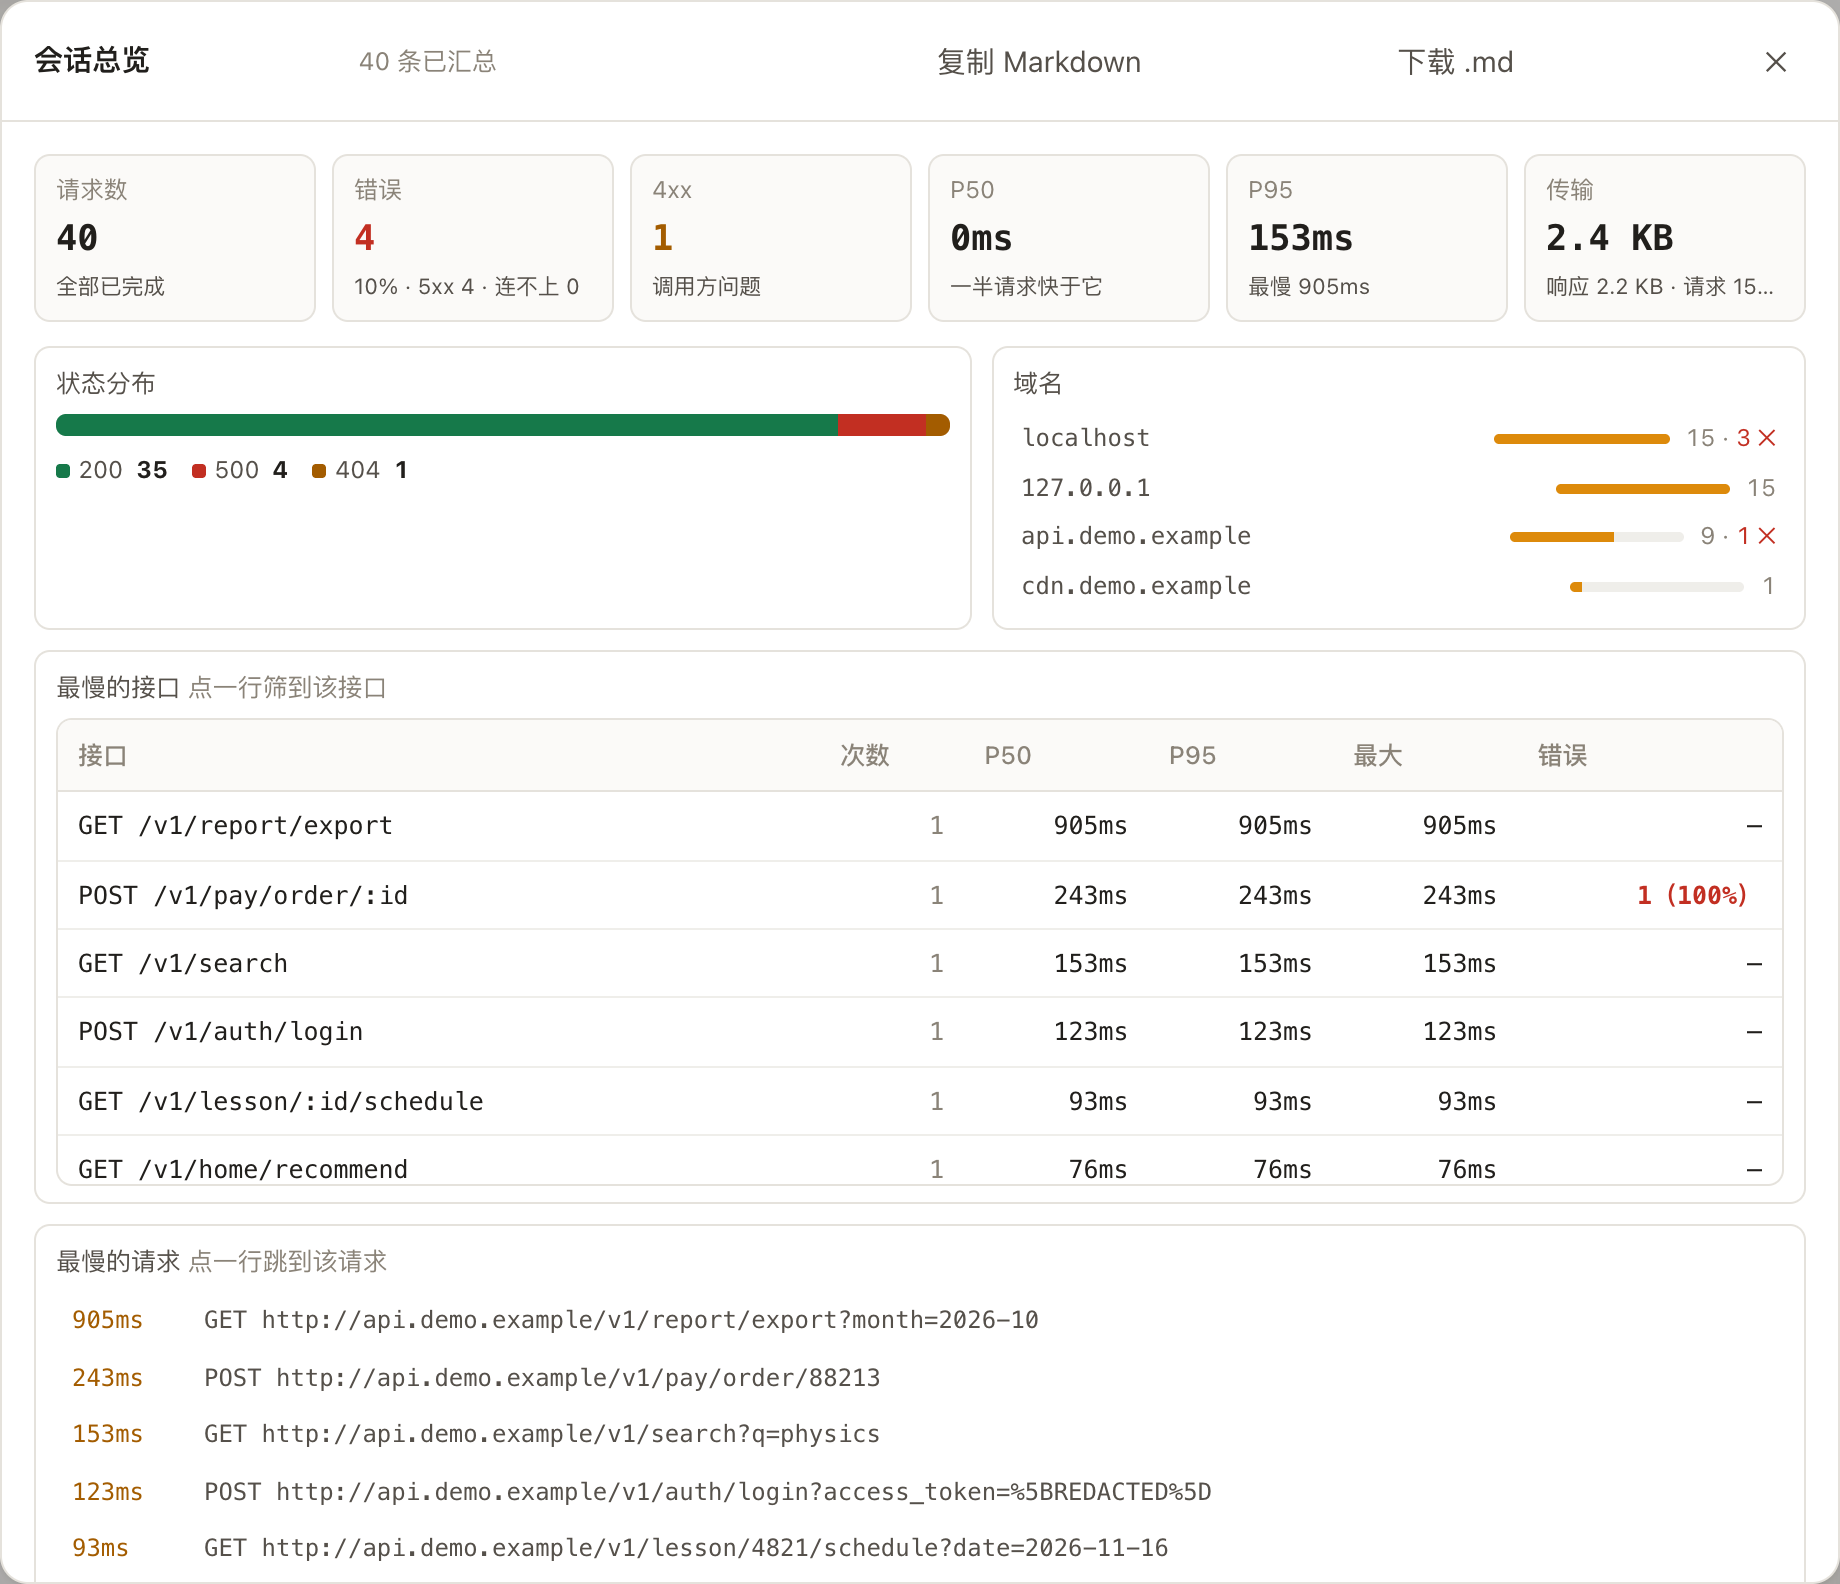 会话总览 40 条已汇总 复制 Markdown 下载 .md
请求数 错误 4xx P50 P95 传输
40 4 1 0ms 153ms 2.4 KB
全部已完成 10% · 5xx 4 · 连不上 0 调用方问题 一半请求快于它 最慢 905ms 响应 2.2 KB · 请求 15...
状态分布
200 35 500 4 404 1
域名
localhost 15 · 3 ✕
127.0.0.1 15
api.demo.example 9 · 1 ✕
cdn.demo.example 1
最慢的接口 点一行筛到该接口
接口 次数 P50 P95 最大 错误
GET /v1/report/export 1 905ms 905ms 905ms —
POST /v1/pay/order/:id 1 243ms 243ms 243ms 1 (100%)
GET /v1/search 1 153ms 153ms 153ms —
POST /v1/auth/login 1 123ms 123ms 123ms —
GET /v1/lesson/:id/schedule 1 93ms 93ms 93ms —
GET /v1/home/recommend 1 76ms 76ms 76ms —
最慢的请求 点一行跳到该请求
905ms GET http://api.demo.example/v1/report/export?month=2026-10
243ms POST http://api.demo.example/v1/pay/order/88213
153ms GET http://api.demo.example/v1/search?q=physics
123ms POST http://api.demo.example/v1/auth/login?access_token=%5BREDACTED%5D
93ms GET http://api.demo.example/v1/lesson/4821/schedule?date=2026-11-16